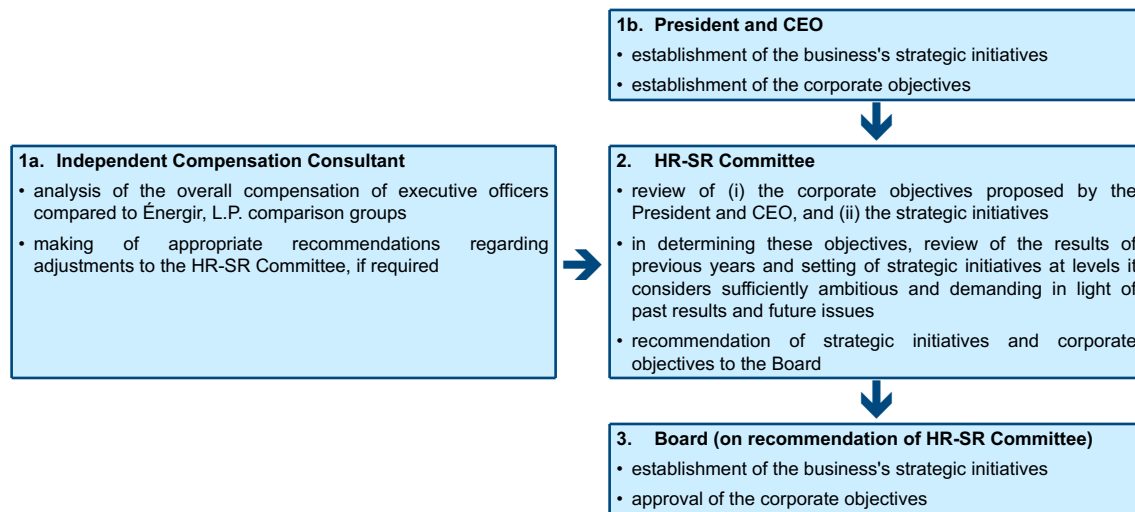 1b. President and CEO
• establishment of the business's strategic initiatives
• establishment of the corporate objectives
1a. Independent Compensation Consultant
• analysis of the overall compensation of executive officers
compared to Énergir, L.P. comparison groups
• making of appropriate recommendations regarding
adjustments to the HR-SR Committee, if required
2. HR-SR Committee
• review of (i) the corporate objectives proposed by the
President and CEO, and (ii) the strategic initiatives
• in determining these objectives, review of the results of
previous years and setting of strategic initiatives at levels it
considers sufficiently ambitious and demanding in light of
past results and future issues
• recommendation of strategic initiatives and corporate
objectives to the Board
3. Board (on recommendation of HR-SR Committee)
• establishment of the business's strategic initiatives
• approval of the corporate objectives